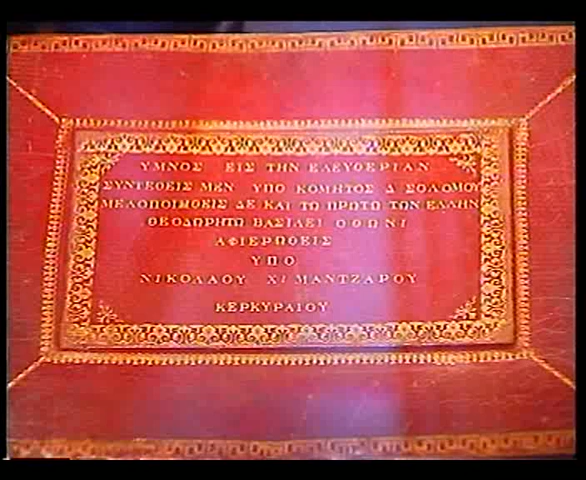 ΥΜΝΟΣ ΕΙΣ ΤΗΝ ΕΛΕΥΘΕΡΙΑΝ
ΣΥΝΤΕΘΕΙΣ ΜΕΝ ΥΠΟ ΚΟΜΗΤΟΣ Δ ΣΟΛΩΜΟΥ
ΜΕΛΟΠΟΙΗΘΕΙΣ ΔΕ ΚΑΙ ΤΩ ΠΡΩΤΩ ΤΩΝ ΕΛΛΗΝ
ΘΕΟΔΩΡΗΤΩ ΒΑΣΙΛΕΙ ΟΘΩΝΙ
ΑΦΙΕΡΩΘΕΙΣ
ΥΠΟ
ΝΙΚΟΛΑΟΥ Χ/ ΜΑΝΤΖΑΡΟΥ
ΚΕΡΚΥΡΑΙΟΥ